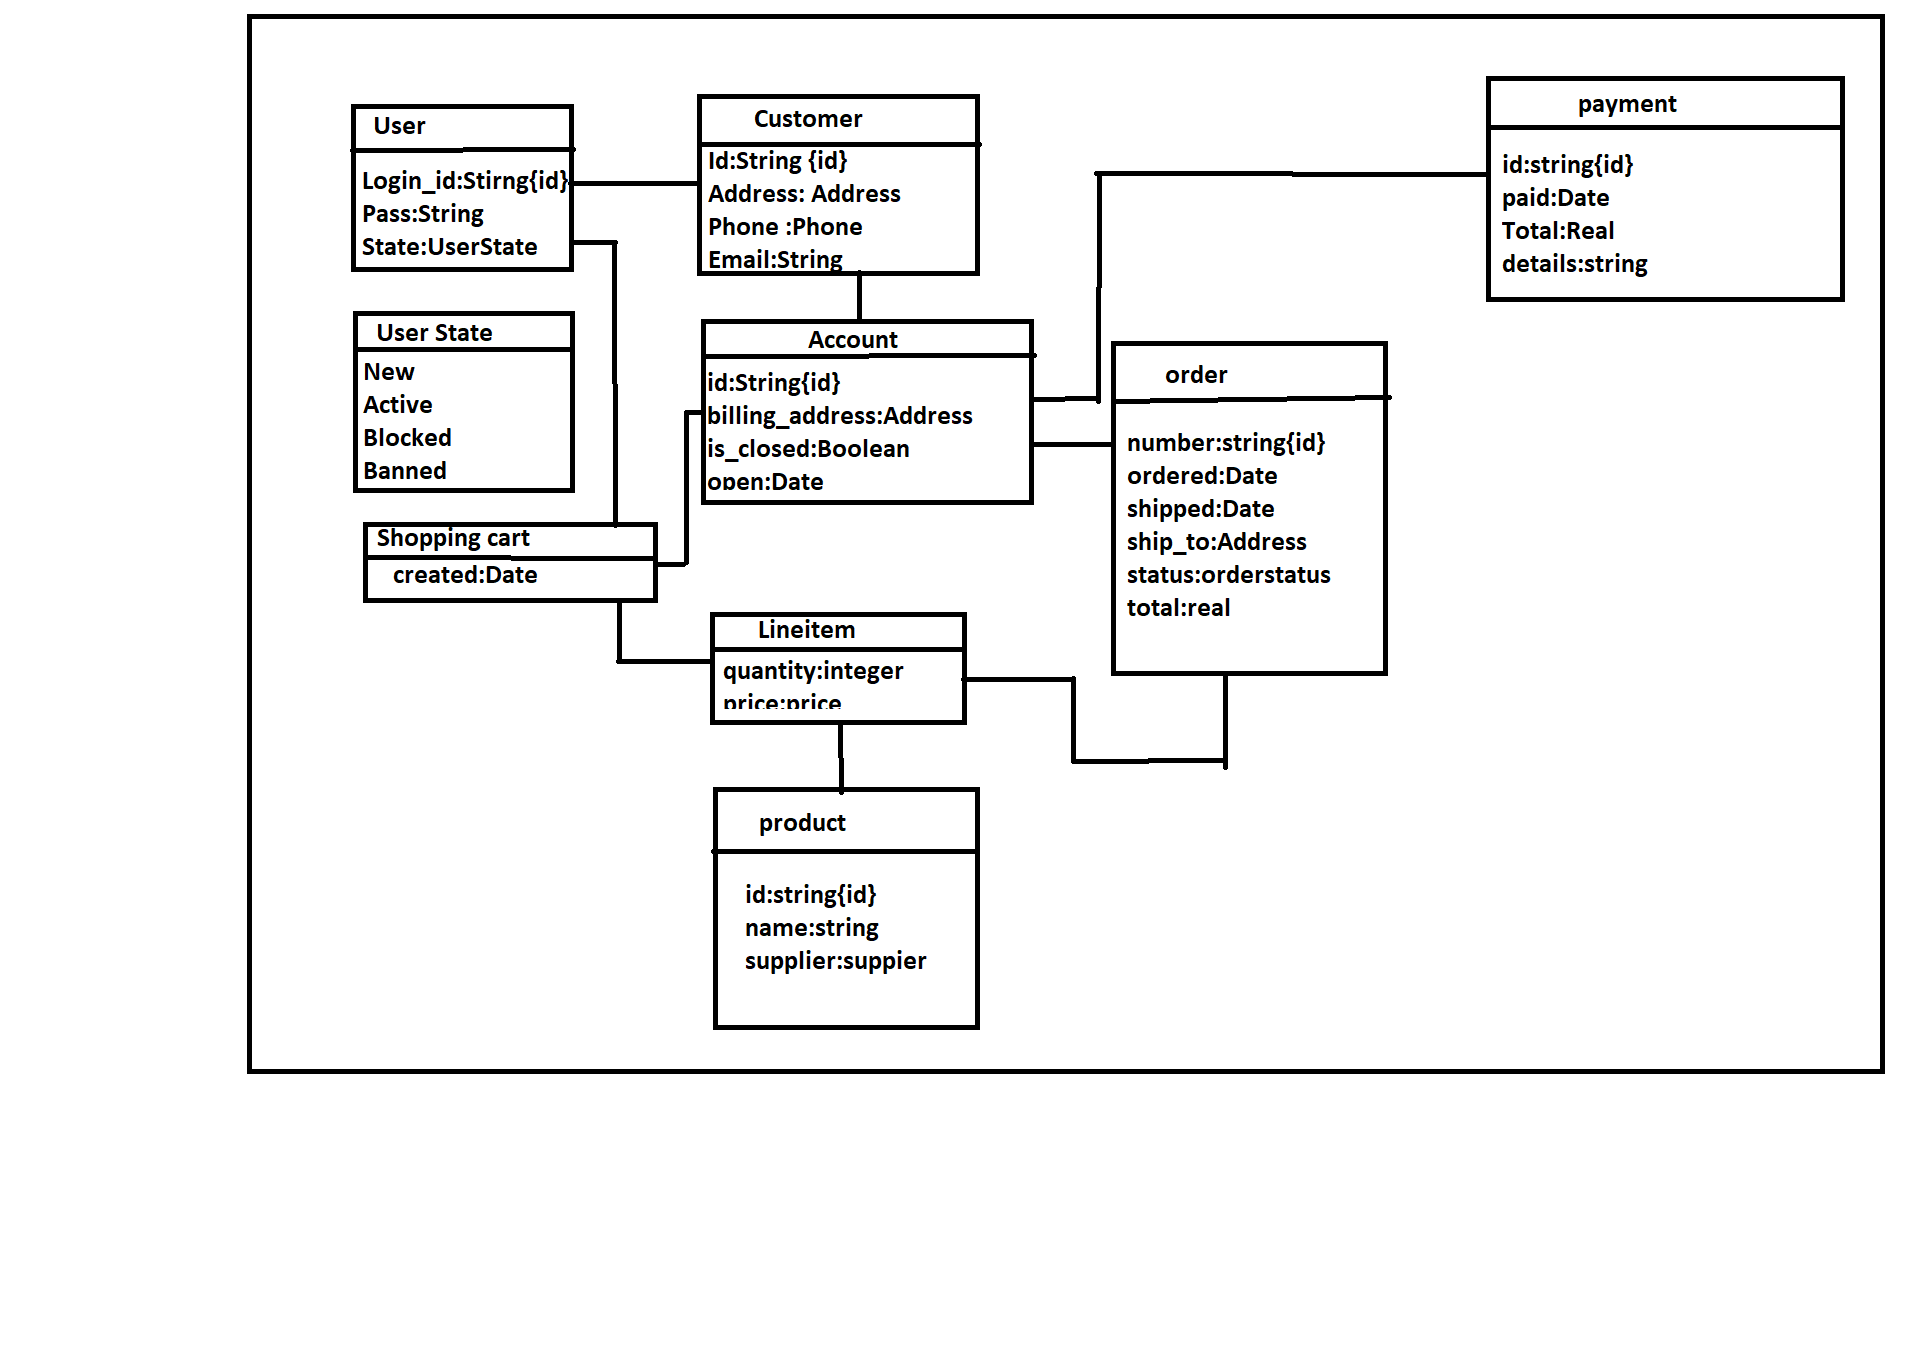 User
Login_id:Stirng{id}
Pass:String
State:UserState
Customer
Id:String {id}
Address: Address
Phone :Phone
Email:String
payment
id:string{id}
paid:Date
Total:Real
details:string
User State
New
Active
Blocked
Banned
Account
id:String{id}
billing_address:Address
is_closed:Boolean
open:Date
order
number:string{id}
ordered:Date
shipped:Date
ship_to:Address
status:orderstatus
total:real
Shopping cart
created:Date
Lineitem
quantity:integer
price:price
product
id:string{id}
name:string
supplier:suppier